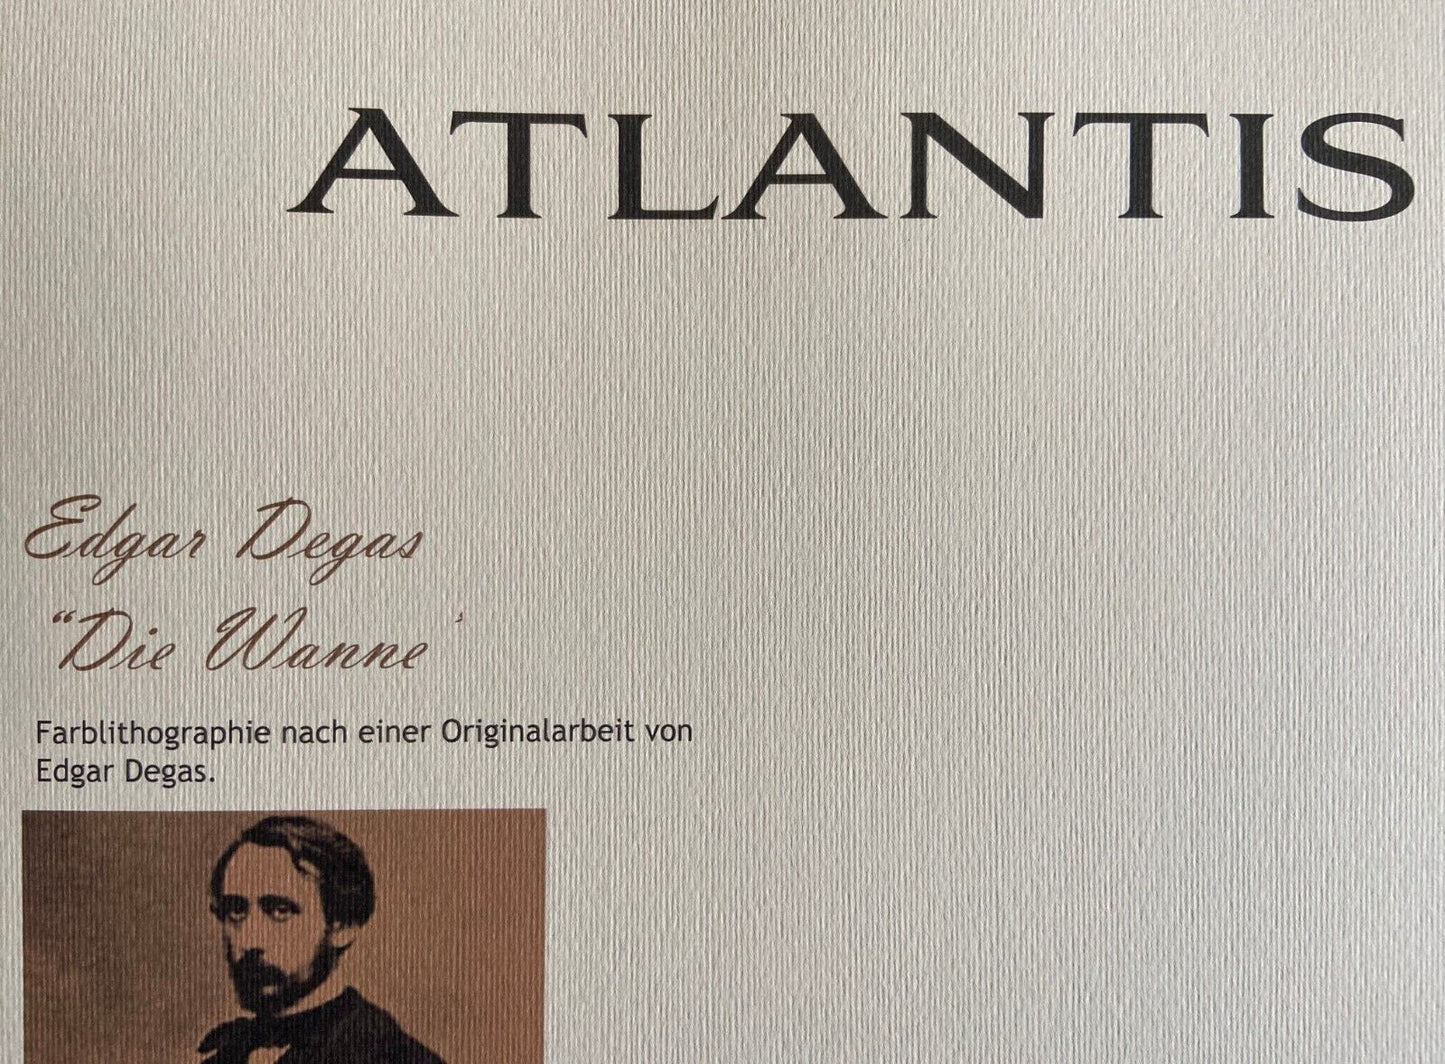 ATLANTIS
Edgar Degas
“Die Wanne’
Farblithographie nach einer Originalarbeit von
Edgar Degas.